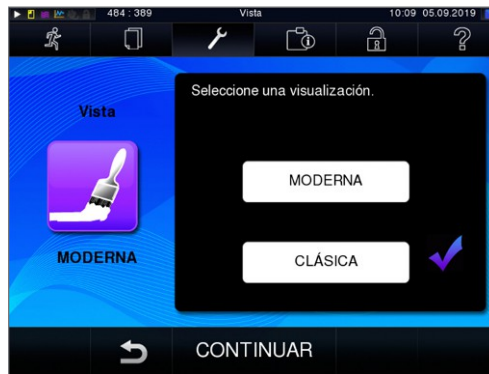 484 : 389 Vista 10:09 05.09.2019
Seleccione una visualización.
Vista
MODERNA
MODERNA
CLÁSICA
CONTINUAR